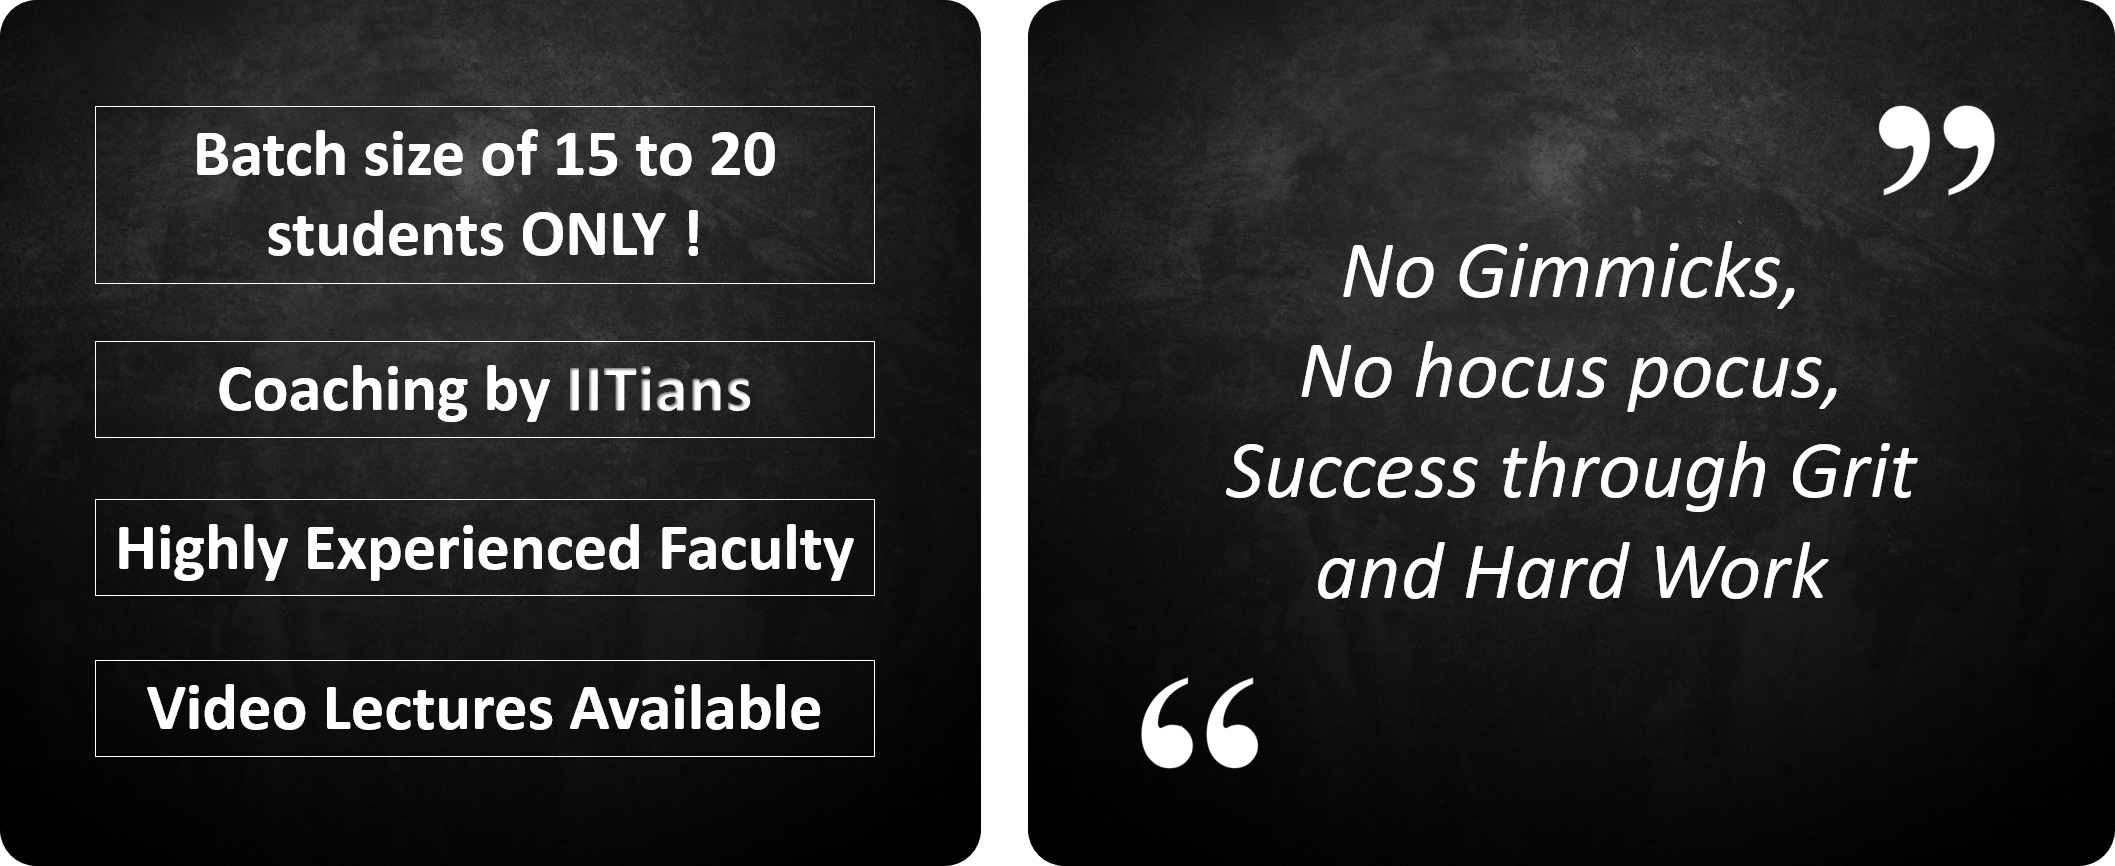 Batch size of 15 to 20
students ONLY !
Coaching by IITians
Highly Experienced Faculty
Video Lectures Available
”
No Gimmicks,
No hocus pocus,
Success through Grit
and Hard Work
“